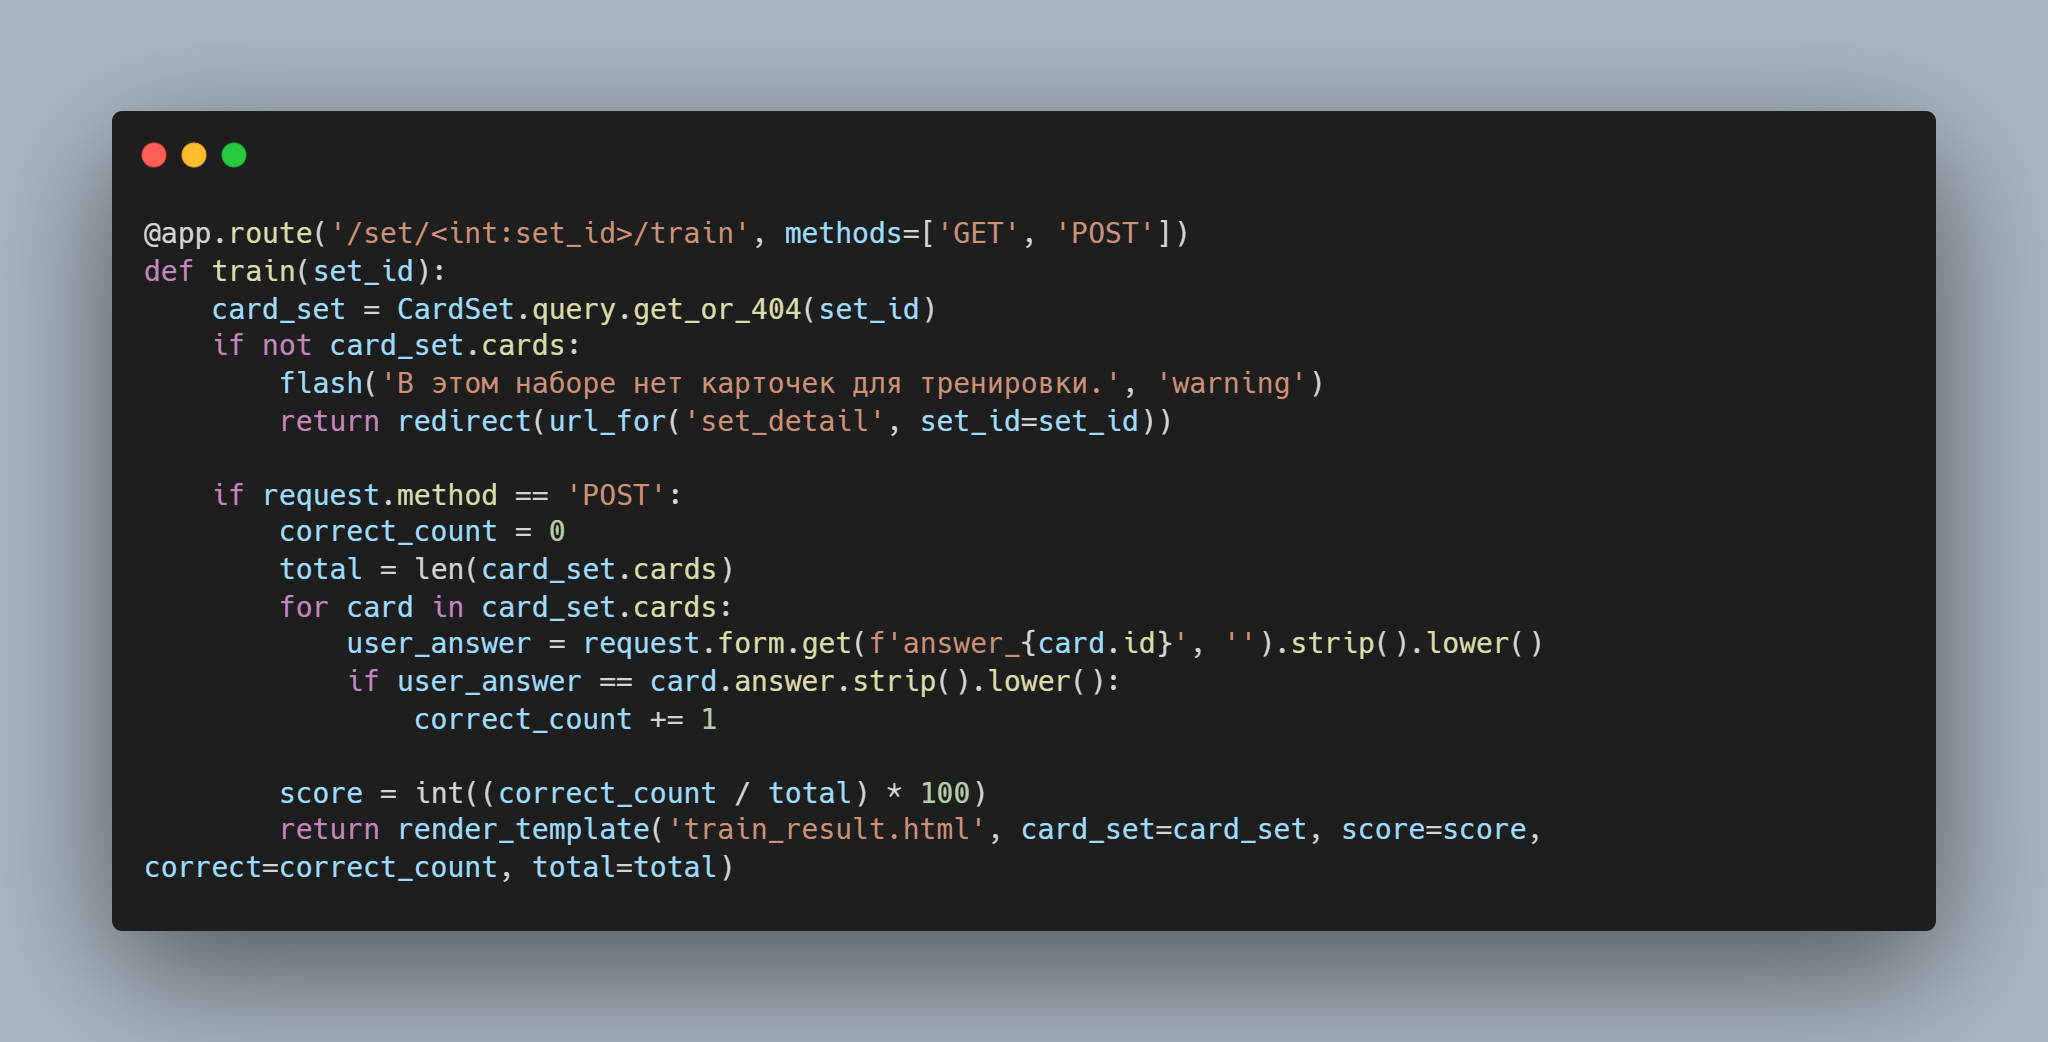 @app.route('/set/<int:set_id>/train', methods=['GET', 'POST'])
def train(set_id):
    card_set = CardSet.query.get_or_404(set_id)
    if not card_set.cards:
        flash('В этом наборе нет карточек для тренировки.', 'warning')
        return redirect(url_for('set_detail', set_id=set_id))

    if request.method == 'POST':
        correct_count = 0
        total = len(card_set.cards)
        for card in card_set.cards:
            user_answer = request.form.get(f'answer_{card.id}', '').strip().lower()
            if user_answer == card.answer.strip().lower():
                correct_count += 1

        score = int((correct_count / total) * 100)
        return render_template('train_result.html', card_set=card_set, score=score,
correct=correct_count, total=total)